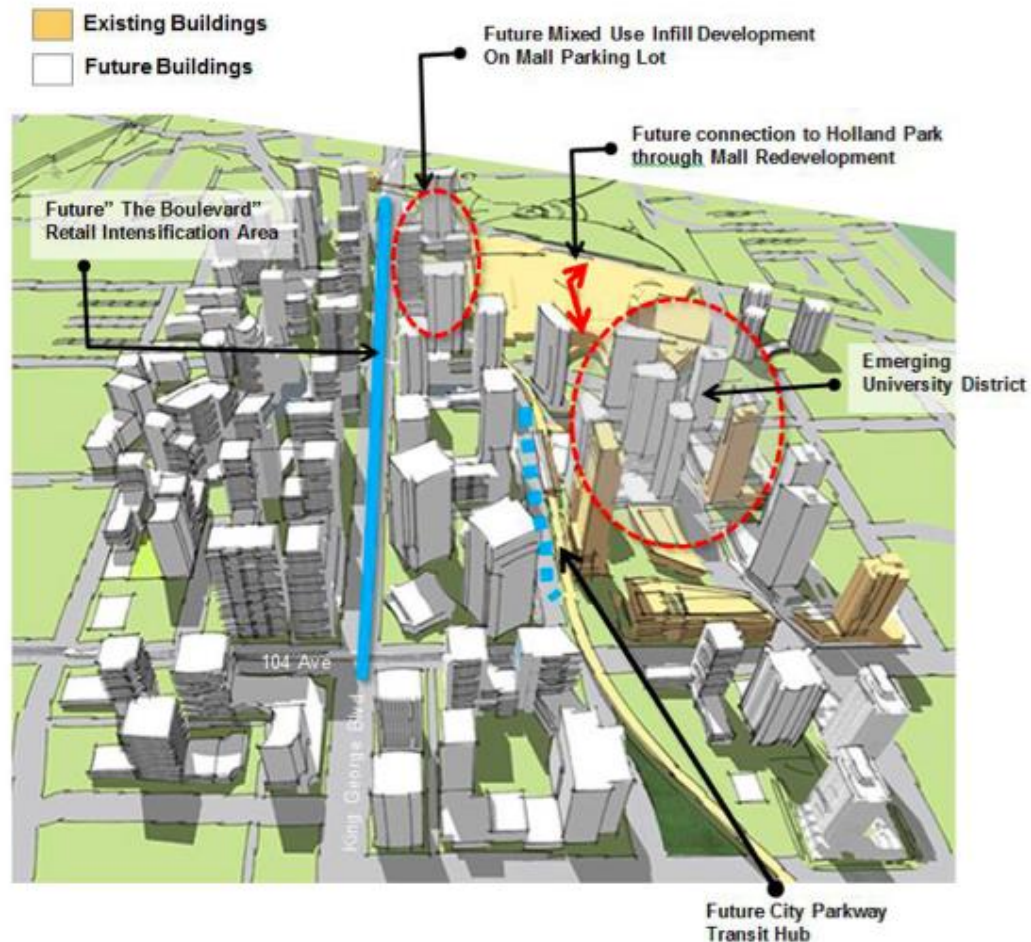 Existing Buildings
Future Buildings
Future Mixed Use Infill Development
On Mall Parking Lot
Future connection to Holland Park
through Mall Redevelopment
Future" The Boulevard"
Retail Intensification Area
Emerging
University District
104 Ave
King George Blvd
Future City Parkway
Transit Hub